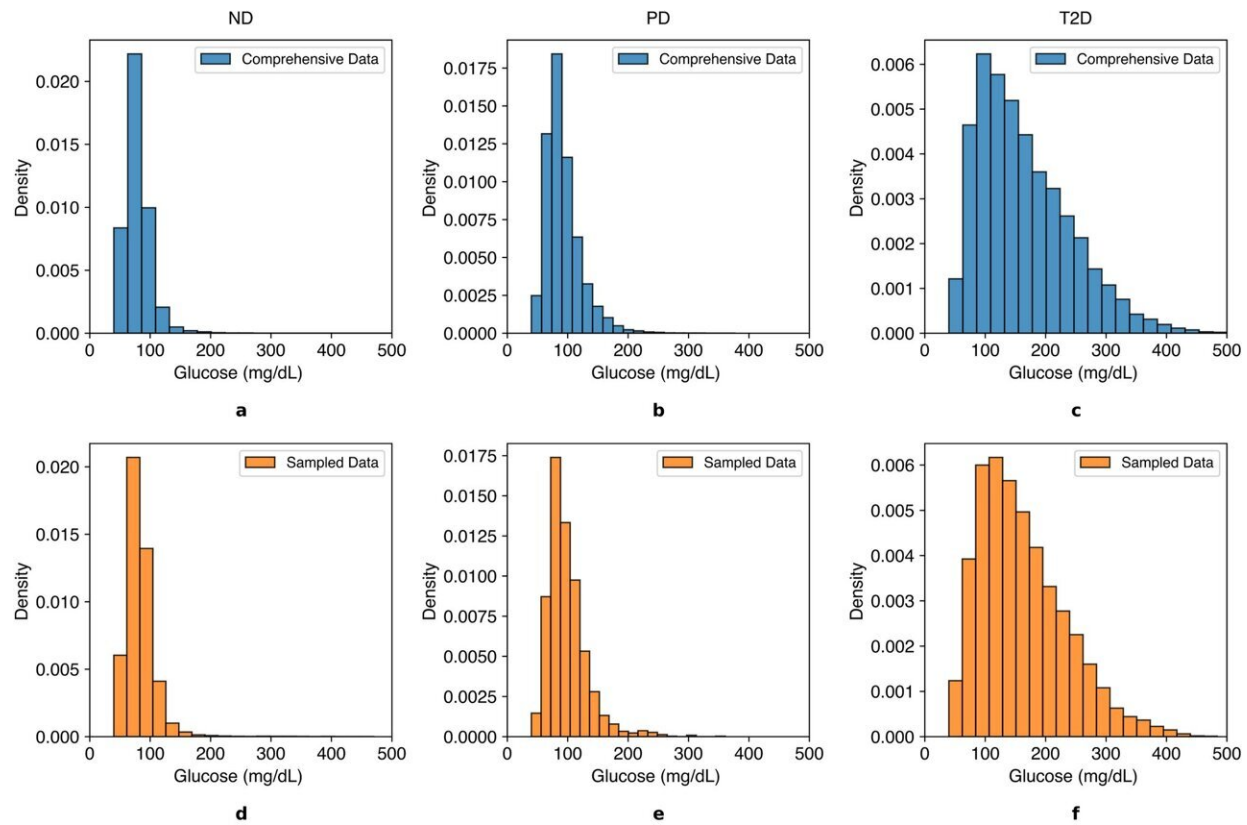 ND
PD
T2D
Comprehensive Data
Comprehensive Data
Comprehensive Data
Density
0.020
0.015
0.010
0.005
0.000
0 100 200 300 400 500
Glucose (mg/dL)
a
Density
0.0175
0.0150
0.0125
0.0100
0.0075
0.0050
0.0025
0.0000
0 100 200 300 400 500
Glucose (mg/dL)
b
Density
0.006
0.005
0.004
0.003
0.002
0.001
0.000
0 100 200 300 400 500
Glucose (mg/dL)
c
Sampled Data
Sampled Data
Sampled Data
Density
0.020
0.015
0.010
0.005
0.000
0 100 200 300 400 500
Glucose (mg/dL)
d
Density
0.0175
0.0150
0.0125
0.0100
0.0075
0.0050
0.0025
0.0000
0 100 200 300 400 500
Glucose (mg/dL)
e
Density
0.006
0.005
0.004
0.003
0.002
0.001
0.000
0 100 200 300 400 500
Glucose (mg/dL)
f